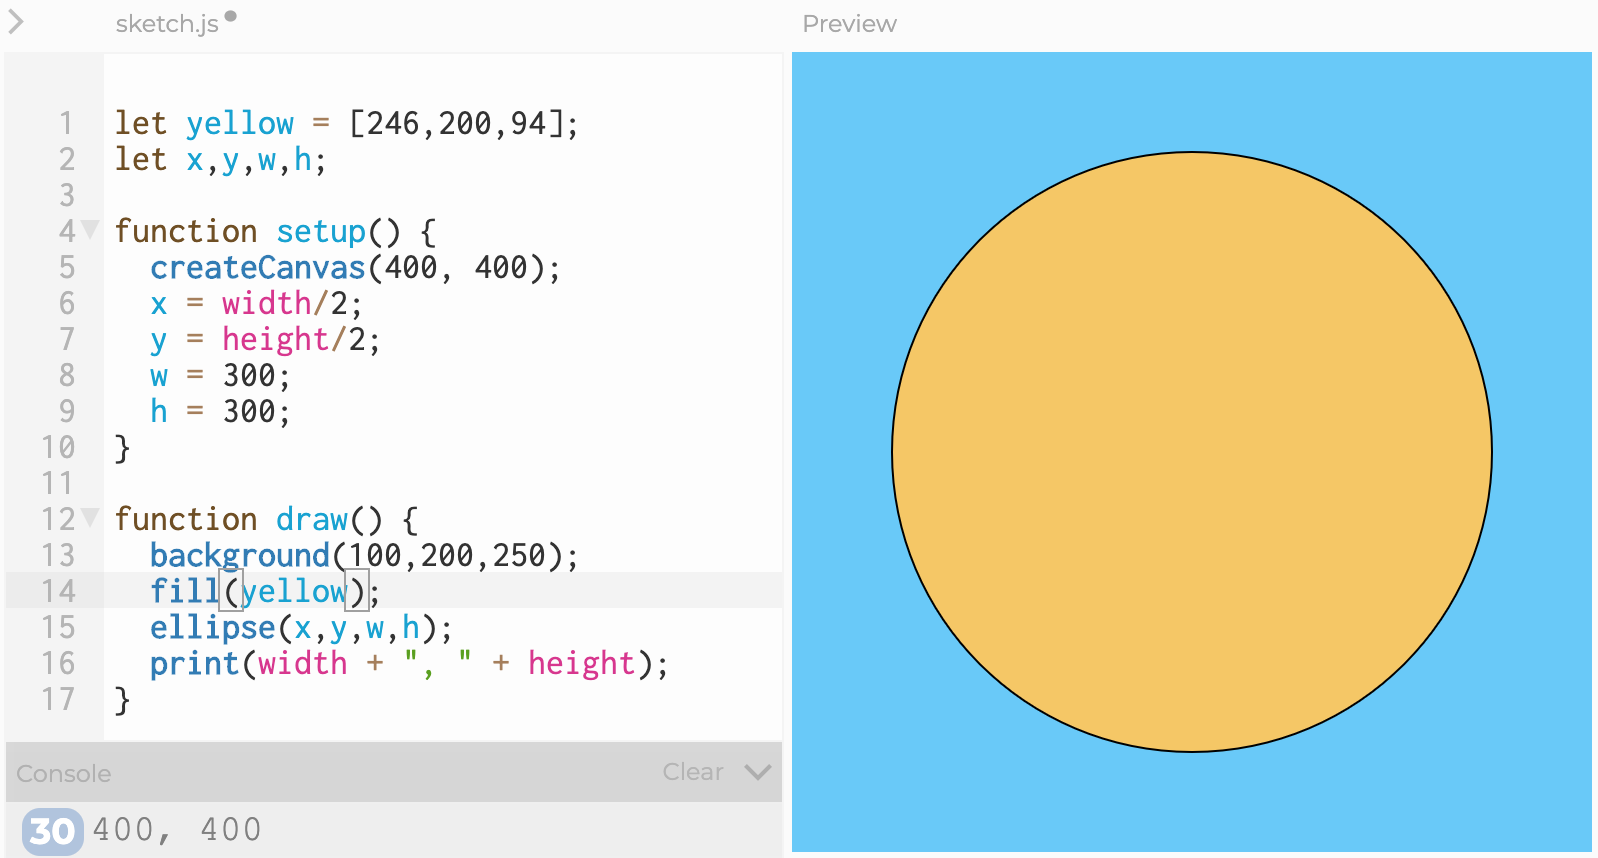 sketch.js
Preview
1 let yellow = [246,200,94];
2 let x,y,w,h;
3
4 function setup() {
5   createCanvas(400, 400);
6   x = width/2;
7   y = height/2;
8   w = 300;
9   h = 300;
10 }
11
12 function draw() {
13   background(100,200,250);
14   fill(yellow);
15   ellipse(x,y,w,h);
16   print(width + ", " + height);
17 }
Console Clear
30 400, 400